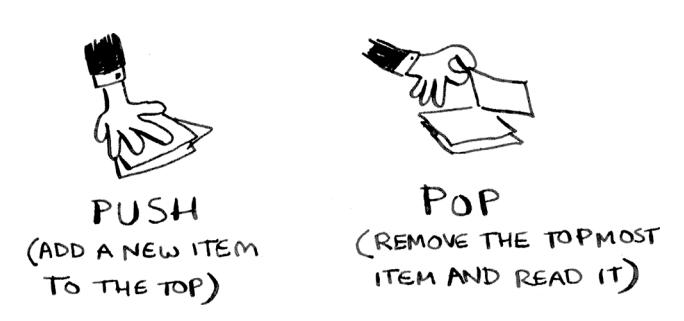 PUSH
(ADD A NEW ITEM
TO THE TOP)
POP
(REMOVE THE TOPMOST
ITEM AND READ IT)